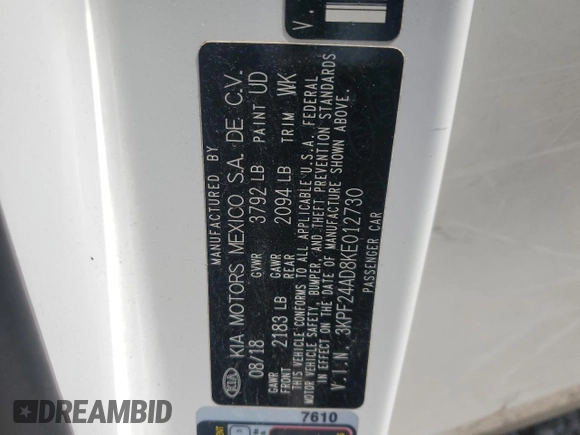 MANUFACTURED BY
KIA KIA MOTORS MEXICO S.A. DE C.V.
08/18 GVWR 3792 LB PAINT UD
GAWR FRONT 2183 LB GAWR REAR 2094 LB TRIM WK
THIS VEHICLE CONFORMS TO ALL APPLICABLE U.S.A. FEDERAL
MOTOR VEHICLE SAFETY, BUMPER, AND THEFT PREVENTION STANDARDS
IN EFFECT ON THE DATE OF MANUFACTURE SHOWN ABOVE.
V.I.N. 3KPF24AD8KE012730
PASSENGER CAR
V.
7610
DREAMBID